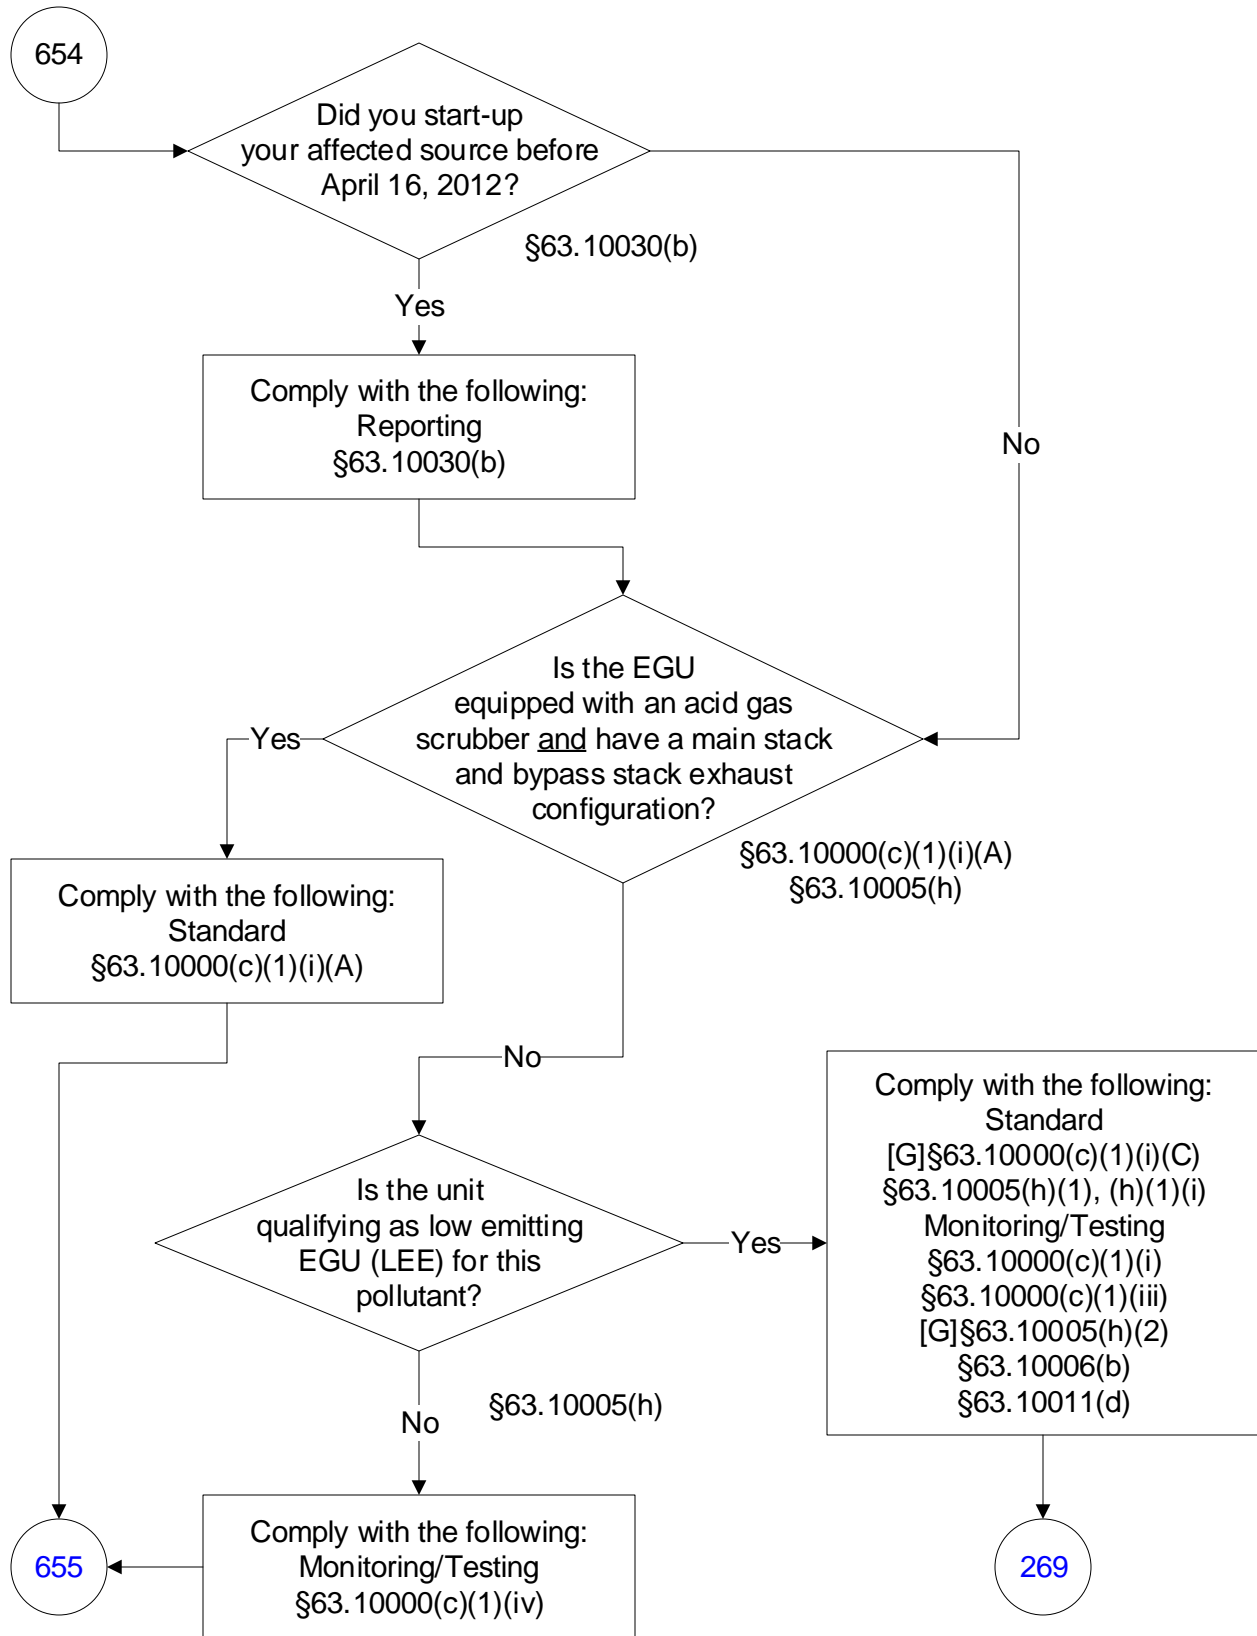 654
Did you start-up
your affected source before
April 16, 2012?
§63.10030(b)
Yes
Comply with the following:
Reporting
§63.10030(b)
No
Is the EGU
equipped with an acid gas
scrubber and have a main stack
and bypass stack exhaust
configuration?
Yes
§63.10000(c)(1)(i)(A)
§63.10005(h)
Comply with the following:
Standard
§63.10000(c)(1)(i)(A)
No
Is the unit
qualifying as low emitting
EGU (LEE) for this
pollutant?
Yes
Comply with the following:
Standard
[G]§63.10000(c)(1)(i)(C)
§63.10005(h)(1), (h)(1)(i)
Monitoring/Testing
§63.10000(c)(1)(i)
§63.10000(c)(1)(iii)
[G]§63.10005(h)(2)
§63.10006(b)
§63.10011(d)
§63.10005(h)
No
Comply with the following:
Monitoring/Testing
§63.10000(c)(1)(iv)
655
269